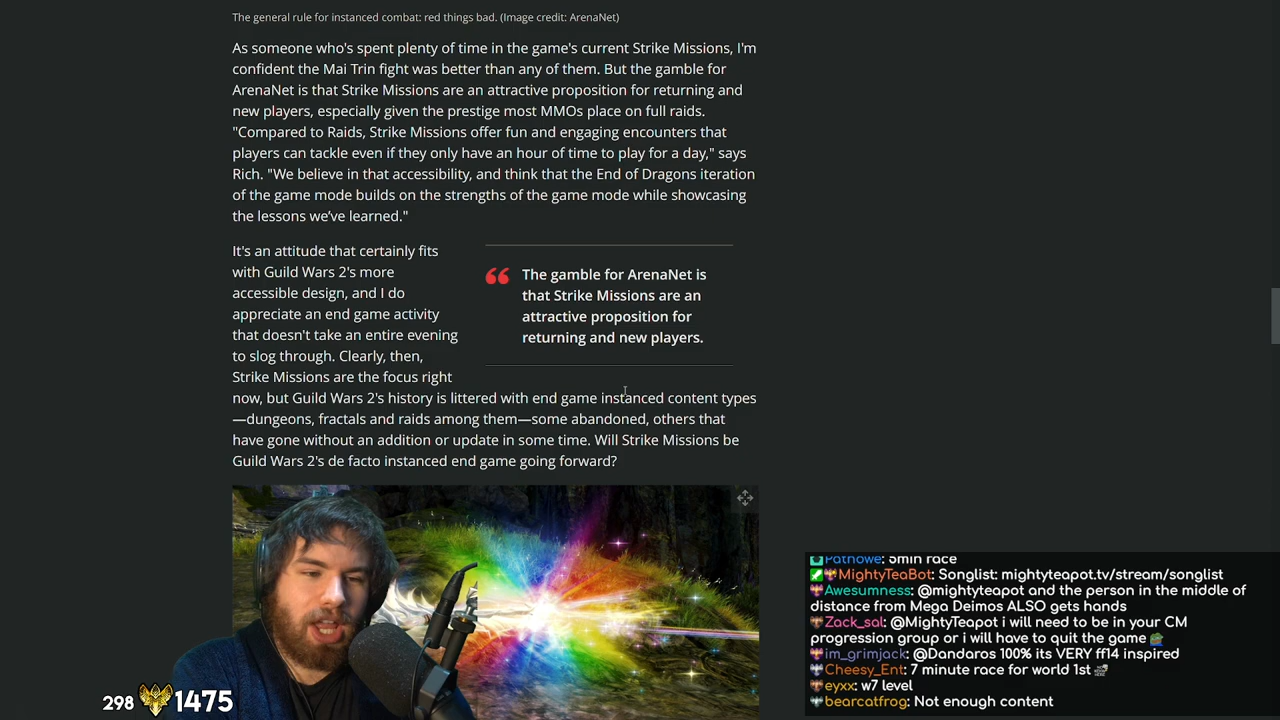 The general rule for instanced combat: red things bad. (Image credit: ArenaNet)
As someone who's spent plenty of time in the game's current Strike Missions, I'm
confident the Mai Trin fight was better than any of them. But the gamble for
ArenaNet is that Strike Missions are an attractive proposition for returning and
new players, especially given the prestige most MMOs place on full raids.
"Compared to Raids, Strike Missions offer fun and engaging encounters that
players can tackle even if they only have an hour of time to play for a day," says
Rich. "We believe in that accessibility, and think that the End of Dragons iteration
of the game mode builds on the strengths of the game mode while showcasing
the lessons we've learned."
It's an attitude that certainly fits
with Guild Wars 2's more
accessible design, and I do
appreciate an end game activity
that doesn't take an entire evening
to slog through. Clearly, then,
Strike Missions are the focus right
now, but Guild Wars 2's history is littered with end game instanced content types
—dungeons, fractals and raids among them—some abandoned, others that
have gone without an addition or update in some time. Will Strike Missions be
Guild Wars 2's de facto instanced end game going forward?
The gamble for ArenaNet is
that Strike Missions are an
attractive proposition for
returning and new players.
Pathowe: 5min race
MightyTeaBot: Songlist: mightyteapot.tv/stream/songlist
Awesumness: @mightyteapot and the person in the middle of
distance from Mega Deimos ALSO gets hands
Zack_sal: @MightyTeapot i will need to be in your CM
progression group or i will have to quit the game
im_grimjack: @Dandaros 100% its VERY ff14 inspired
Cheesy_Ent: 7 minute race for world 1st
eyxx: w7 level
bearcatfrog: Not enough content
298 1475